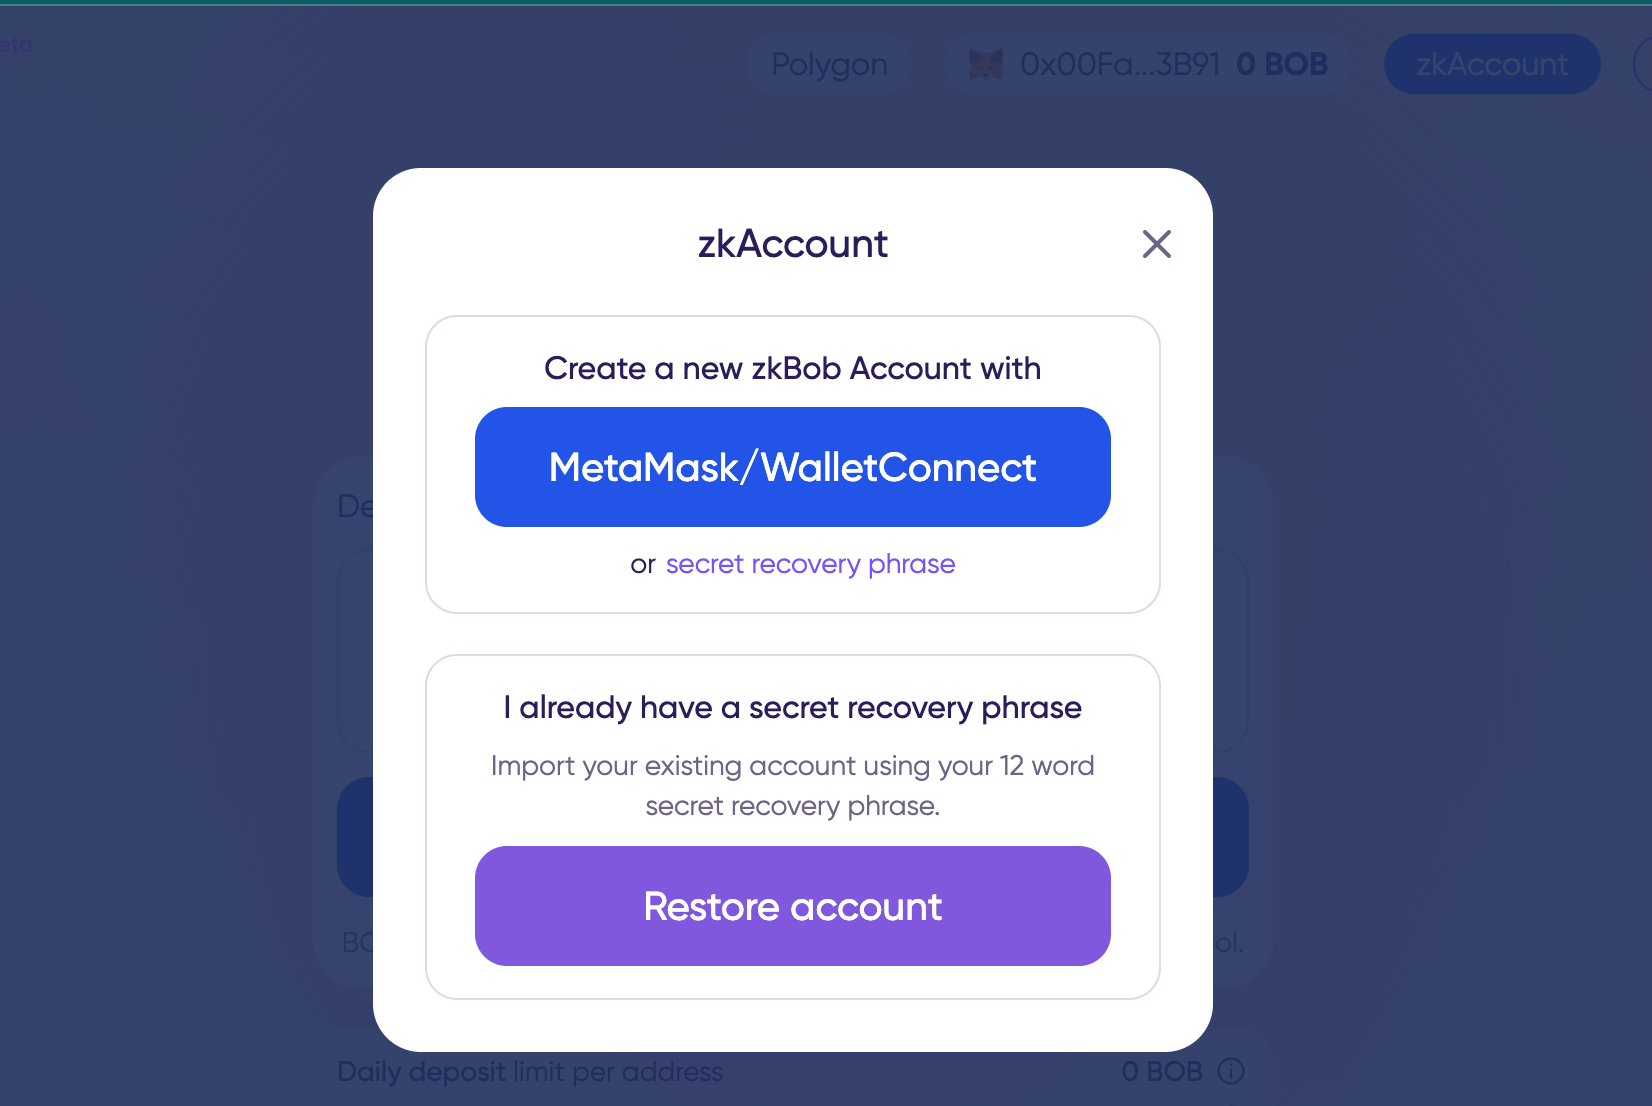 eta
Polygon
0x00Fa...3B91 0 BOB
zkAccount
zkAccount
Create a new zkBob Account with
MetaMask/WalletConnect
or secret recovery phrase
De
I already have a secret recovery phrase
Import your existing account using your 12 word
secret recovery phrase.
Restore account
BO
ol.
Daily deposit limit per address
0 BOB